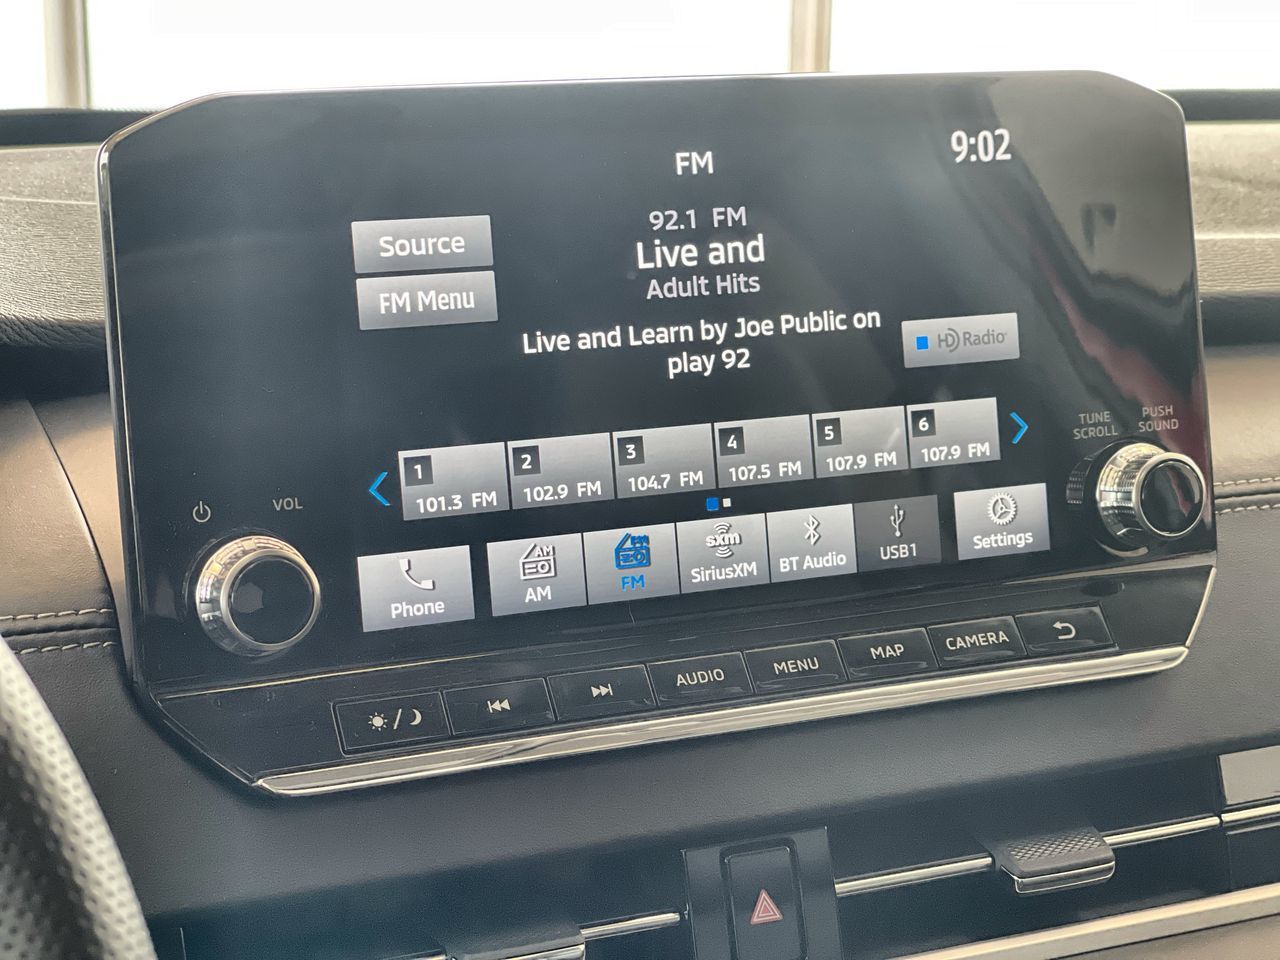 FM
9:02
Source
FM Menu
92.1 FM
Live and
Adult Hits
Live and Learn by Joe Public on
play 92
HD Radio
TUNE
SCROLL
PUSH
SOUND
1
101.3 FM
2
102.9 FM
3
104.7 FM
4
107.5 FM
5
107.9 FM
6
107.9 FM
VOL
Phone
AM
AM
FM
FM
sxm
SiriusXM
BT Audio
USB1
Settings
AUDIO
MENU
MAP
CAMERA